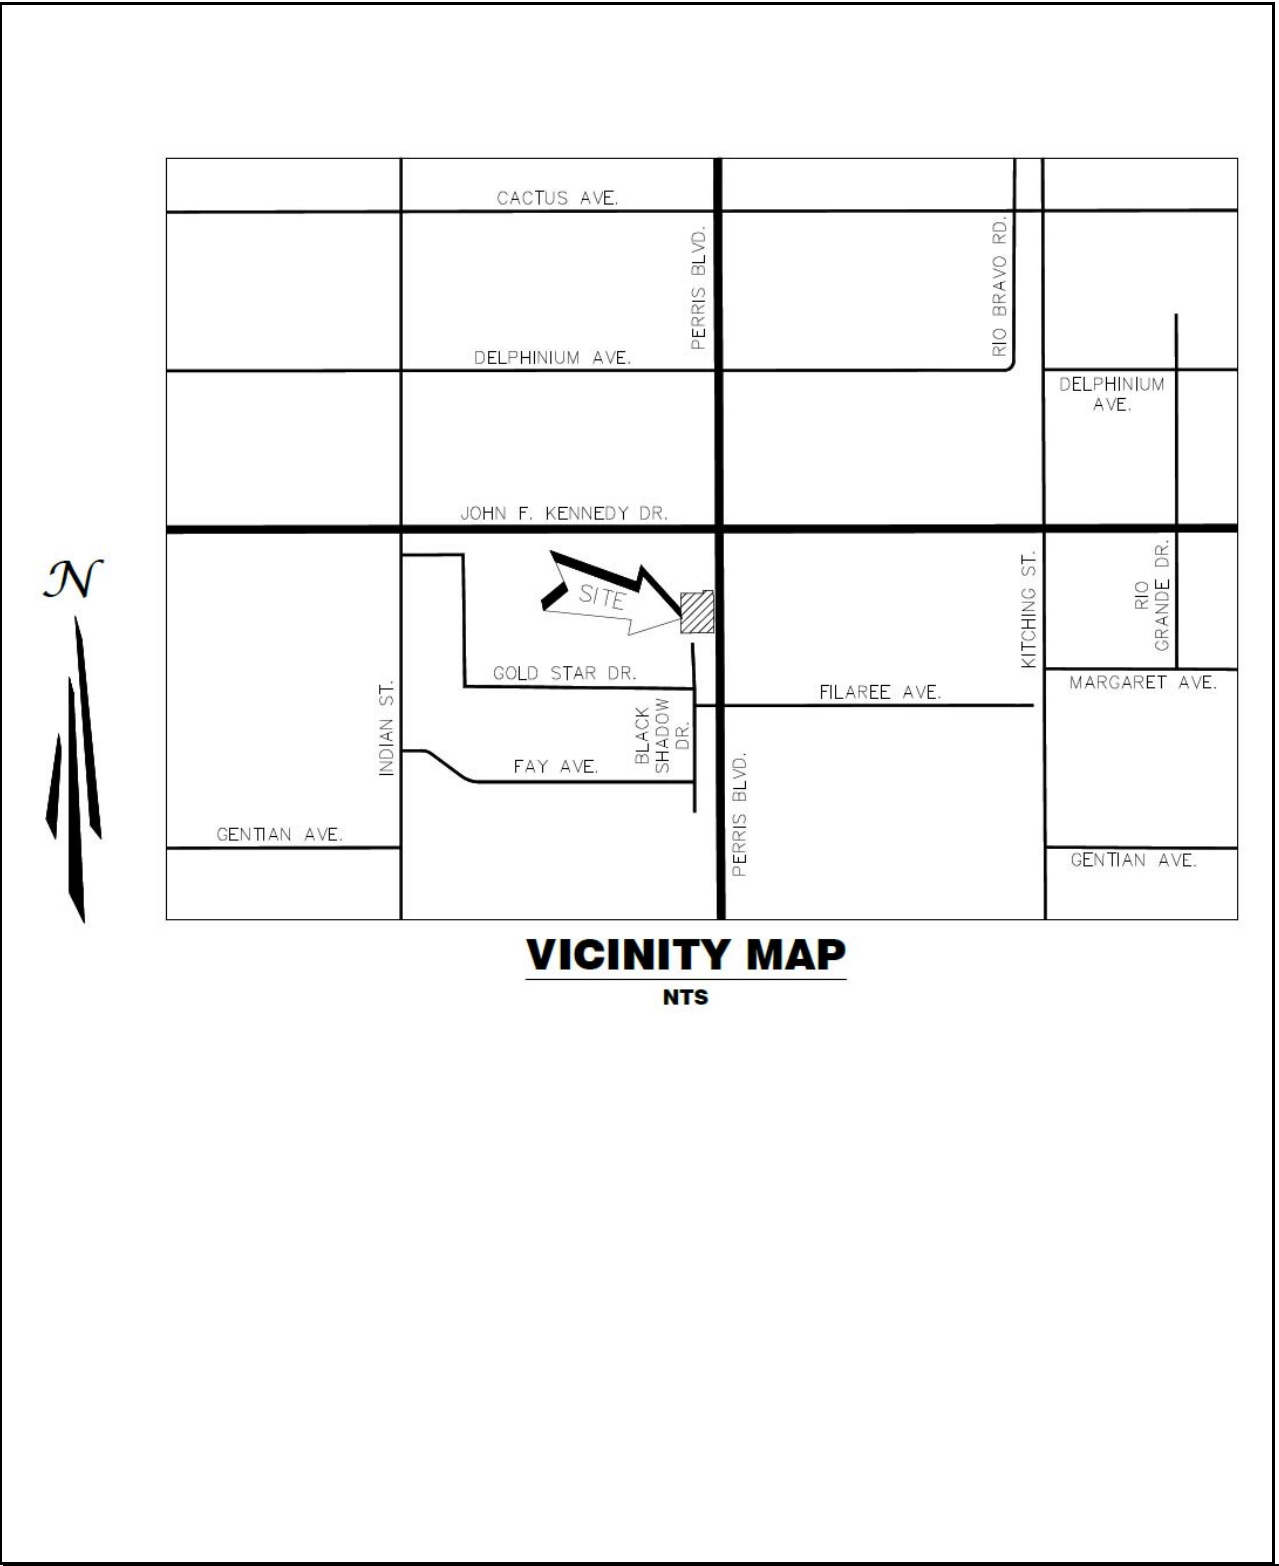 CACTUS AVE.
PERRIS BLVD.
RIO BRAVO RD.
DELPHINIUM AVE.
DELPHINIUM
AVE.
JOHN F. KENNEDY DR.
N
SITE
KITCHING ST.
RIO
GRANDE DR.
GOLD STAR DR.
MARGARET AVE.
FILAREE AVE.
INDIAN ST.
BLACK
SHADOW
DR.
FAY AVE.
PERRIS BLVD.
GENTIAN AVE.
GENTIAN AVE.
VICINITY MAP
NTS